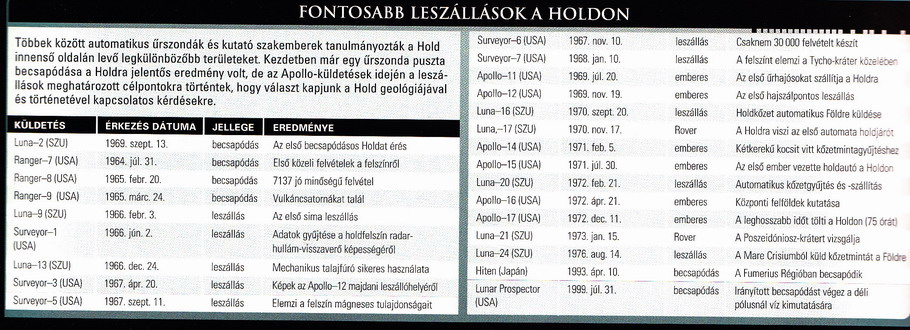 FONTOSABB LESZÁLLÁSOK A HOLDON
Többek között automatikus űrszondák és kutató szakemberek tanulmányozták a Hold
innenső oldalán levő legkülönbözőbb területeket. Kezdetben már egy űrszonda puszta
becsapódása a Holdra jelentős eredmény volt, de az Apollo-küldetések idején a leszá-
llások meghatározott célpontokra történtek, hogy választ kapjunk a Hold geológiájával
és történetével kapcsolatos kérdésekre.
KÜLDETÉS ÉRKEZÉS DÁTUMA JELLEGE EREDMÉNYE
Luna–2 (SZU) 1969. szept. 13. becsapódás Az első becsapódásos Holdat érés
Ranger–7 (USA) 1964. júl. 31. becsapódás Első közeli felvételek a felszínről
Ranger–8 (USA) 1965. febr. 20. becsapódás 7137 jó minőségű felvétel
Ranger–9 (USA) 1965. márc. 24. becsapódás Vulkáncsatornákat talál
Luna–9 (SZU) 1966. febr. 3. leszállás Az első sima leszállás
Surveyor–1 1966. jún. 2. leszállás Adatok gyűjtése a holdfelszín radar-
(USA) hullám-visszaverő képességéről
Luna–13 (SZU) 1966. dec. 24. leszállás Mechanikus talajfúró sikeres használata
Surveyor–3 (USA) 1967. ápr. 20. leszállás Képek az Apollo–12 majdani leszállóhelyéről
Surveyor–5 (USA) 1967. szept. 11. leszállás Elemzi a felszín mágneses tulajdonságait
Surveyor–6 (USA) 1967. nov. 10. leszállás Csaknem 30 000 felvételt készít
Surveyor–7 (USA) 1968. jan. 10. leszállás A felszínt elemzi a Tycho-kráter közelében
Apollo–11 (USA) 1969. júl. 20. emberes Az első űrhajósokat szállítja a Holdra
Apollo–12 (USA) 1969. nov. 19. emberes Az első hajszálpontos leszállás
Luna–16 (SZU) 1970. szept. 20. leszállás Holdkőzet automatikus Földre küldése
Luna,–17 (SZU) 1970. nov. 17. Rover A Holdra viszi az első automata holdjárót
Apollo–14 (USA) 1971. feb. 5. emberes Kétkerekű kocsit vitt kőzetmintagyűjtéshez
Apollo–15 (USA) 1971. júl. 30. emberes Az első ember vezette holdautó a Holdon
Luna–20 (SZU) 1972. feb. 21. leszállás Automatikus kőzetgyűjtés és -szállítás
Apollo–16 (USA) 1972. ápr. 21. emberes Központi felföldek kutatása
Apollo–17 (USA) 1972. dec. 11. emberes A leghosszabb időt tölti a Holdon (75 órát)
Luna–21 (SZU) 1973. jan. 15. Rover A Poszeidóniosz-krátert vizsgálja
Luna–24 (SZU) 1976. aug. 14. leszállás A Mare Crisiumból küld kőzetmintát a Földre
Hiten (Japán) 1993. ápr. 10. becsapódás A Fumerius Régióban becsapódik
Lunar Prospector 1999. júl. 31. becsapódás Irányított becsapódást végez a déli
(USA) pólusnál víz kimutatására